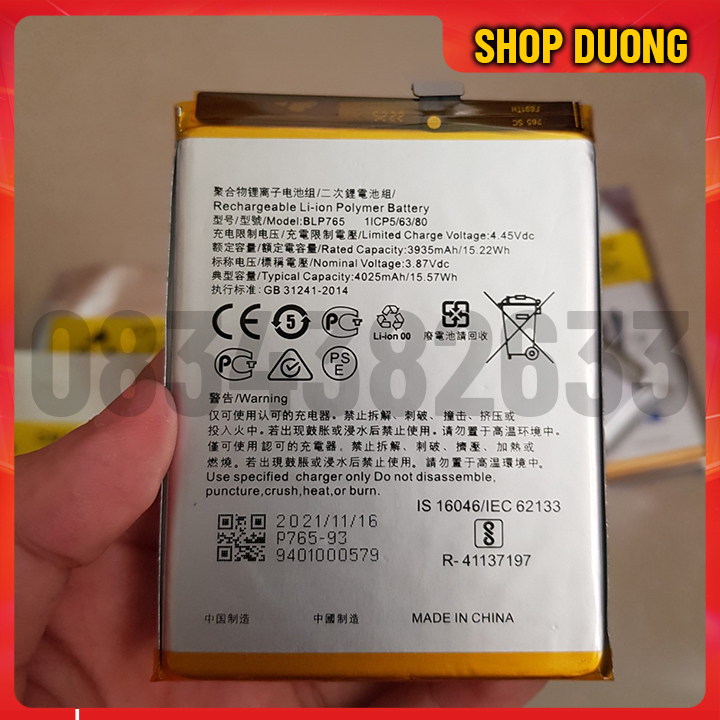 SHOP DUONG
聚合物锂离子电池组/二次鋰電池組/
Rechargeable Li-ion Polymer Battery
型号/型號/Model:BLP765 1ICP5/63/80
充电限制电压/充電限制電壓/Limited Charge Voltage:4.45Vdc
额定容量/額定電容量/Rated Capacity:3935mAh/15.22Wh
标称电压/標稱電壓/Nominal Voltage:3.87Vdc
典型容量/Typical Capacity:4025mAh/15.57Wh
执行标准: GB 31241-2014
CE 5 Li-ion 00 廢電池請回收
PS E
0834382633
警告/Warning
仅可使用认可的充电器。禁止拆解、刺破、撞击、挤压或
投入火中。若出现鼓胀或浸水后勿使用。请勿置于高温环境中。
僅可使用認可的充電器。禁止拆解、刺破、擠壓、加熱或
燃燒。若出現鼓脹或浸水后勿使用。請勿置于高溫環境中。
Use specified charger only Do not disassemble,
puncture,crush,heat,or burn.
IS 16046/IEC 62133
2021/11/16
P765-93
9401000579
R- 41137197
中国制造 中國製造 MADE IN CHINA